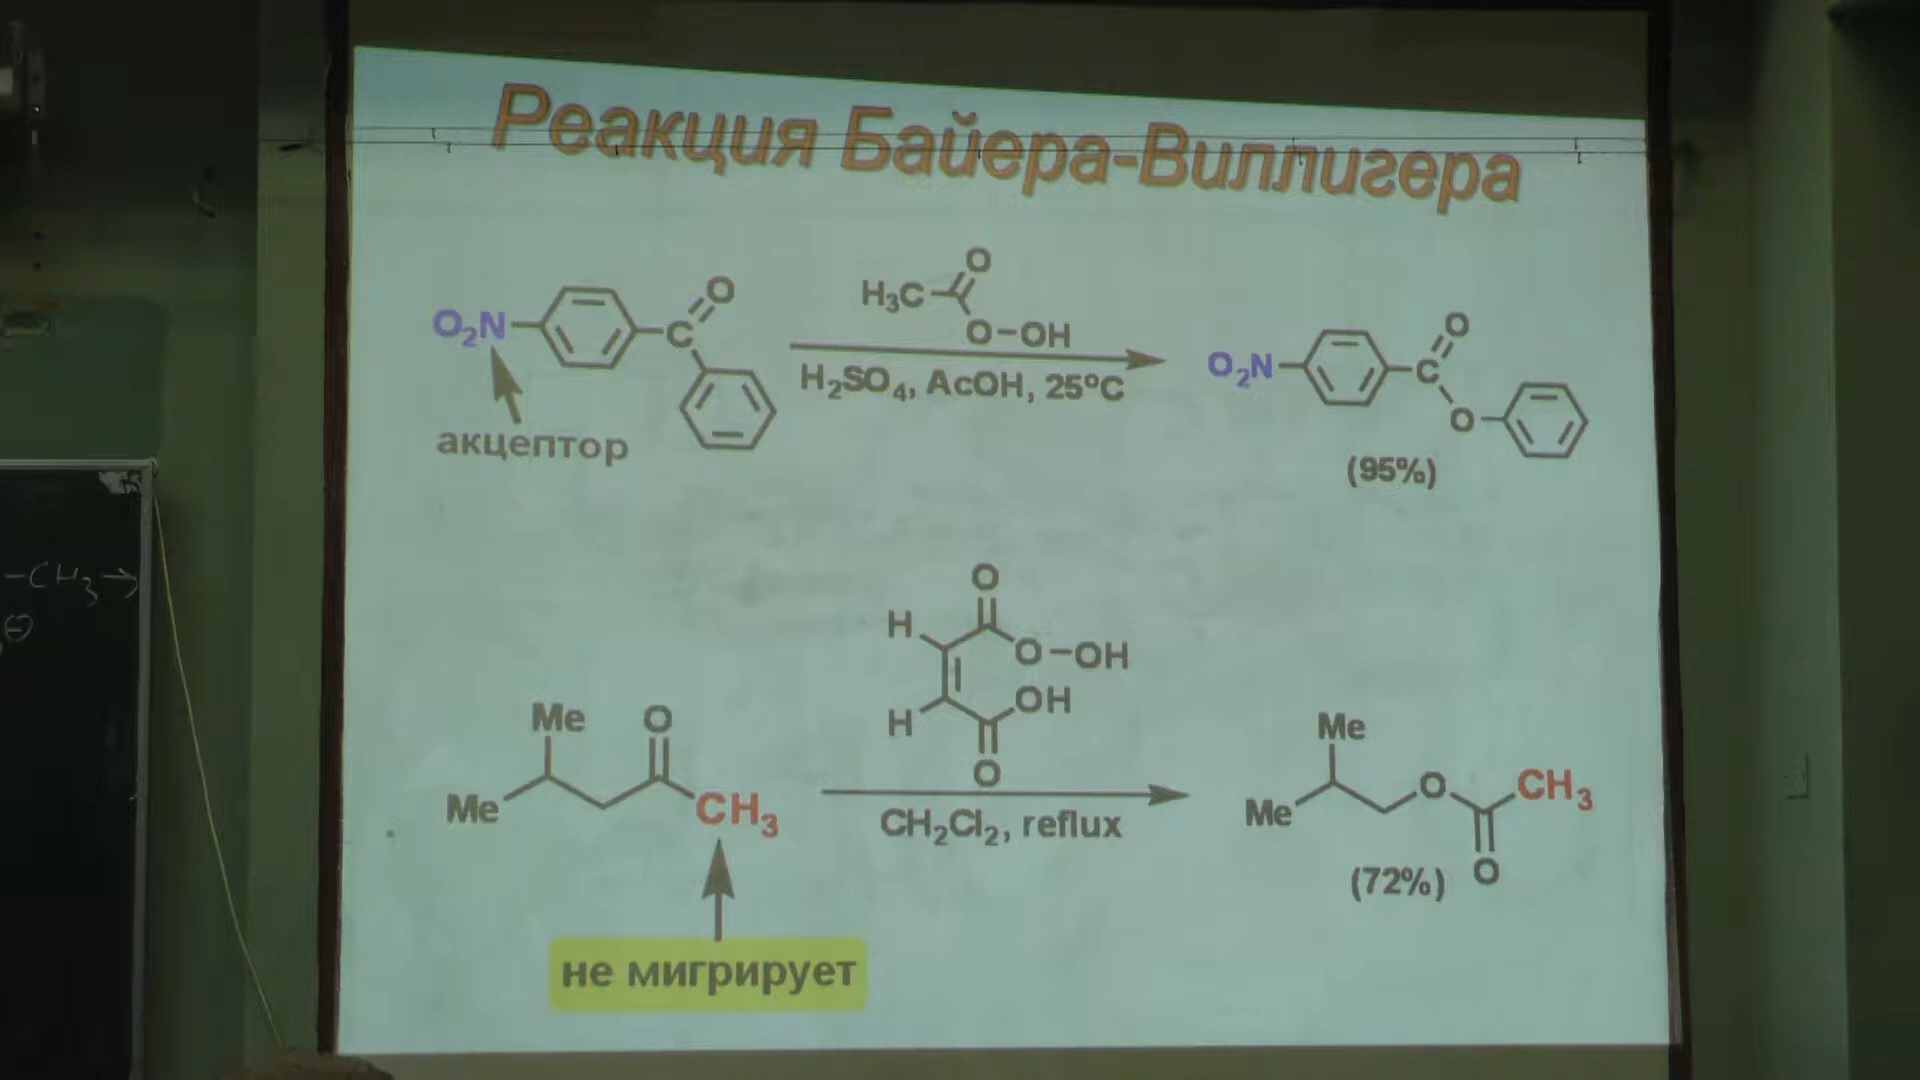 Реакция Байера-Виллигера
O₂N
O
C
акцептор
H₃C
O
O-OH
H₂SO₄, AcOH, 25°C
O₂N
O
C
O
(95%)
Me
O
Me
CH₃
не мигрирует
O
H
O-OH
OH
H
O
CH₂Cl₂, reflux
Me
Me
O
CH₃
O
(72%)
-CH₃→
⊖